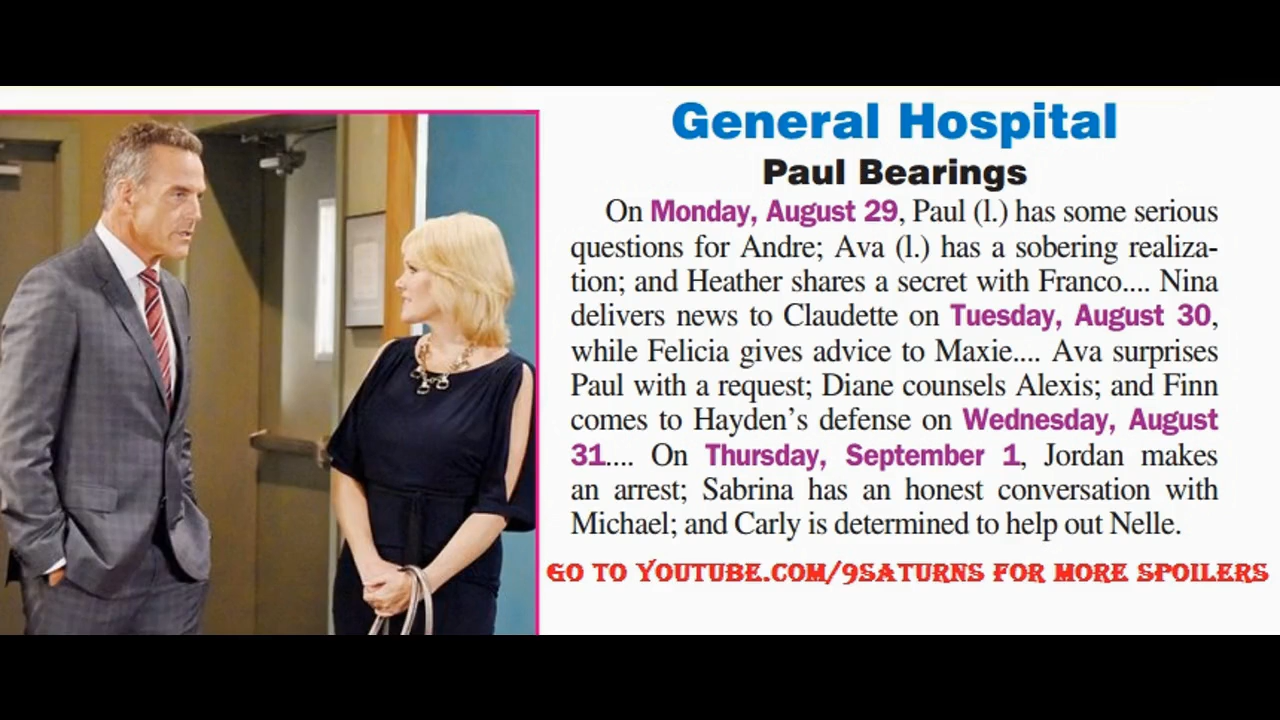 General Hospital
Paul Bearings
On Monday, August 29, Paul (l.) has some serious
questions for Andre; Ava (l.) has a sobering realiza-
tion; and Heather shares a secret with Franco.... Nina
delivers news to Claudette on Tuesday, August 30,
while Felicia gives advice to Maxie.... Ava surprises
Paul with a request; Diane counsels Alexis; and Finn
comes to Hayden’s defense on Wednesday, August
31.... On Thursday, September 1, Jordan makes
an arrest; Sabrina has an honest conversation with
Michael; and Carly is determined to help out Nelle.
GO TO YOUTUBE.COM/9SATURNS FOR MORE SPOILERS